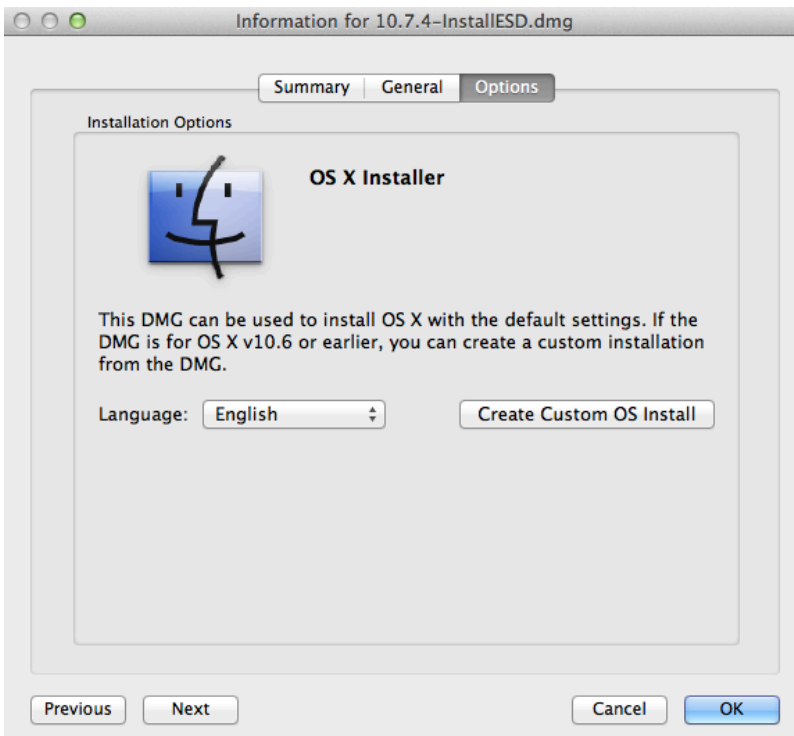 Information for 10.7.4-InstallESD.dmg
Summary General Options
Installation Options
OS X Installer
This DMG can be used to install OS X with the default settings. If the
DMG is for OS X v10.6 or earlier, you can create a custom installation
from the DMG.
Language: English Create Custom OS Install
Previous Next Cancel OK